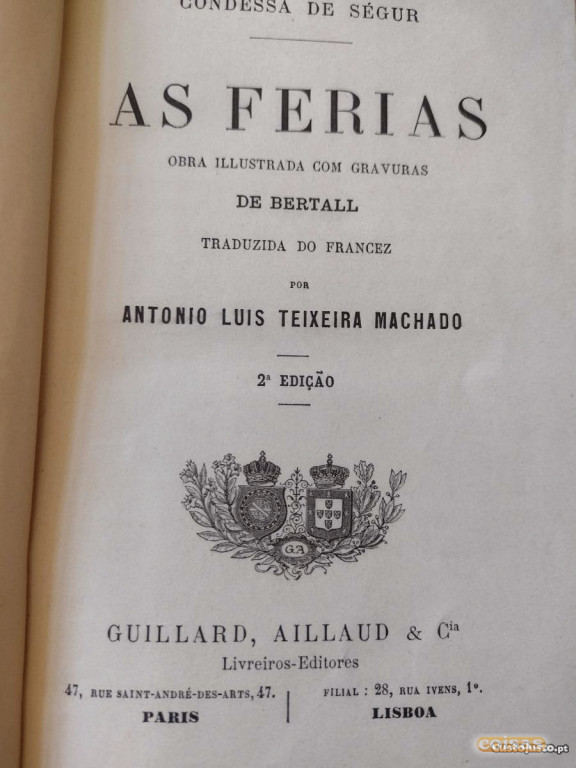 CONDESSA DE SÉGUR
AS FERIAS
OBRA ILLUSTRADA COM GRAVURAS
DE BERTALL
TRADUZIDA DO FRANCEZ
POR
ANTONIO LUIS TEIXEIRA MACHADO
2ª EDIÇÃO
GA
GUILLARD, AILLAUD & Cia
Livreiros-Editores
47, RUE SAINT-ANDRÉ-DES-ARTS, 47.
PARIS
FILIAL : 28, RUA IVENS, 1º.
LISBOA
coisas
CustoJusto.pt